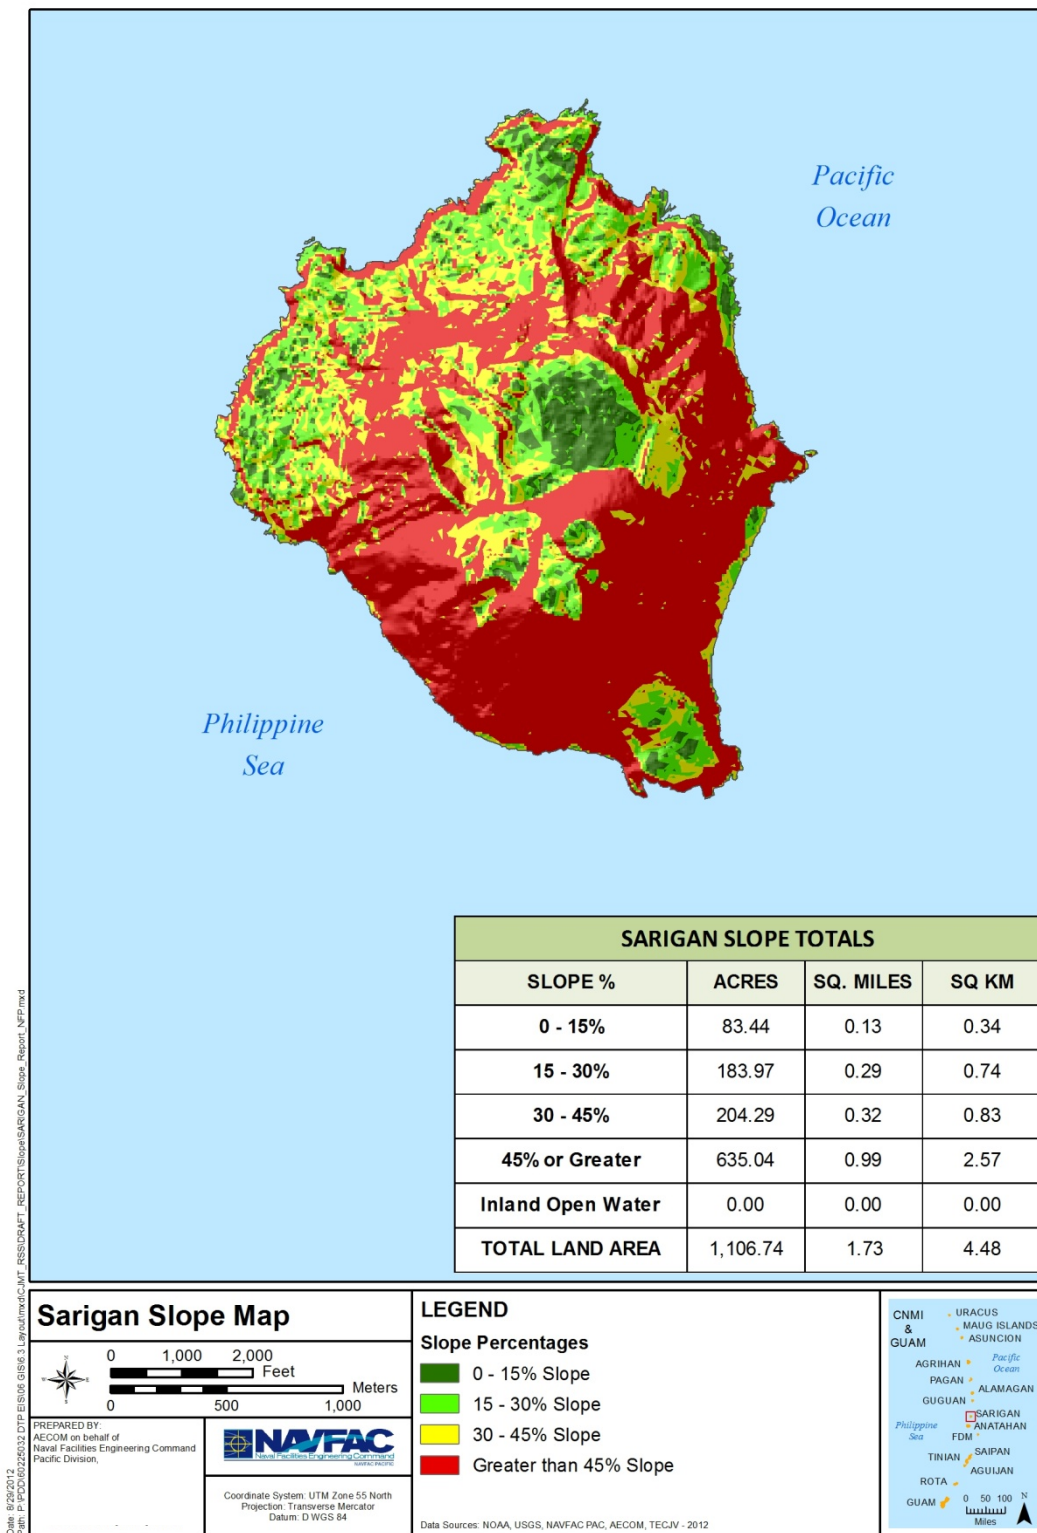 Pacific
Ocean
Philippine
Sea
SARIGAN SLOPE TOTALS
SLOPE % ACRES SQ. MILES SQ KM
0 - 15% 83.44 0.13 0.34
15 - 30% 183.97 0.29 0.74
30 - 45% 204.29 0.32 0.83
45% or Greater 635.04 0.99 2.57
Inland Open Water 0.00 0.00 0.00
TOTAL LAND AREA 1,106.74 1.73 4.48
Date: 8/29/2012
Sarigan Slope Map
0 1,000 2,000
Feet
Meters
0 500 1,000
PREPARED BY:
AECOM on behalf of
Naval Facilities Engineering Command
Pacific Division,
NAVFAC
Naval Facilities Engineering Command
NAVFAC PACIFIC
Coordinate System: UTM Zone 55 North
Projection: Transverse Mercator
Datum: D WGS 84
LEGEND
Slope Percentages
0 - 15% Slope
15 - 30% Slope
30 - 45% Slope
Greater than 45% Slope
Data Sources: NOAA, USGS, NAVFAC PAC, AECOM, TECJV - 2012
CNMI
&
GUAM
URACUS
MAUG ISLANDS
ASUNCION
Pacific
Ocean
AGRIHAN
PAGAN
ALAMAGAN
GUGUAN
SARIGAN
ANATAHAN
Philippine
Sea
FDM
SAIPAN
TINIAN
AGUIJAN
ROTA
GUAM
0 50 100
Miles
N